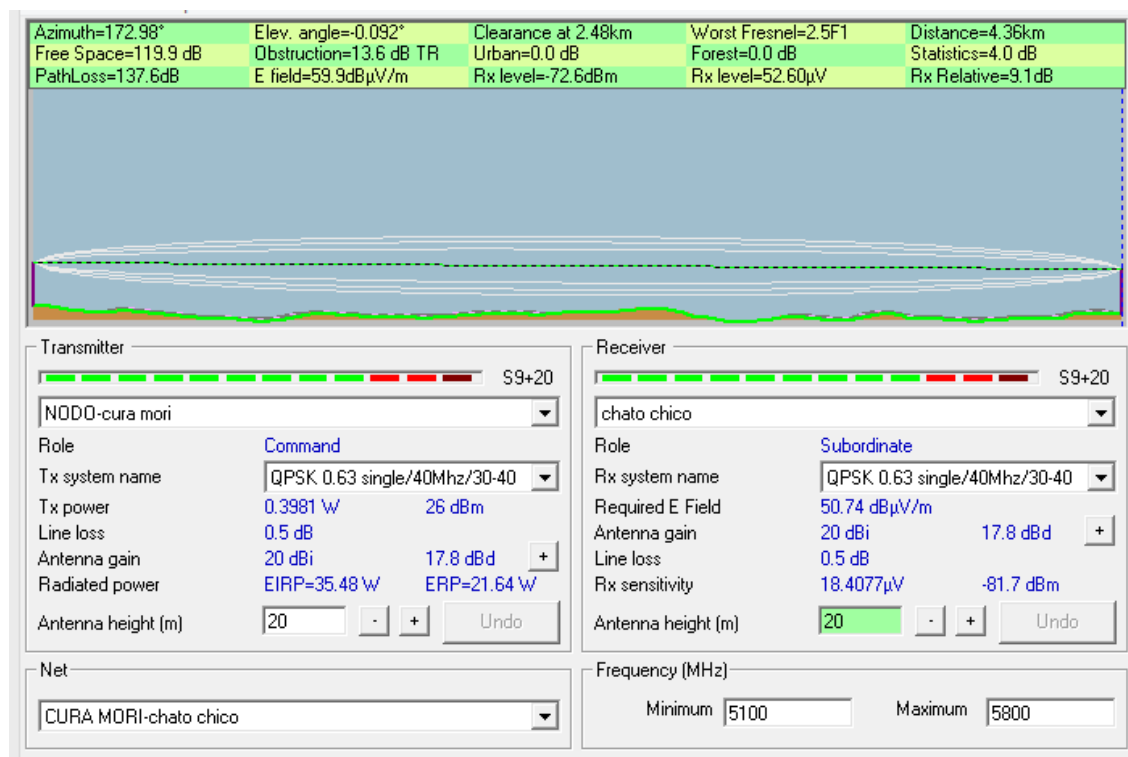 Azimuth=172.98° Elev. angle=-0.092° Clearance at 2.48km Worst Fresnel=2.5F1 Distance=4.36km
Free Space=119.9 dB Obstruction=13.6 dB TR Urban=0.0 dB Forest=0.0 dB Statistics=4.0 dB
PathLoss=137.6dB E field=59.9dBµV/m Rx level=-72.6dBm Rx level=52.60µV Rx Relative=9.1dB
Transmitter
S9+20
NODO-cura mori
Role Command
Tx system name QPSK 0.63 single/40Mhz/30-40
Tx power 0.3981 W 26 dBm
Line loss 0.5 dB
Antenna gain 20 dBi 17.8 dBd +
Radiated power EIRP=35.48 W ERP=21.64 W
Antenna height (m) 20 - + Undo
Receiver
S9+20
chato chico
Role Subordinate
Rx system name QPSK 0.63 single/40Mhz/30-40
Required E Field 50.74 dBµV/m
Antenna gain 20 dBi 17.8 dBd +
Line loss 0.5 dB
Rx sensitivity 18.4077µV -81.7 dBm
Antenna height (m) 20 - + Undo
Net
CURA MORI-chato chico
Frequency (MHz)
Minimum 5100 Maximum 5800